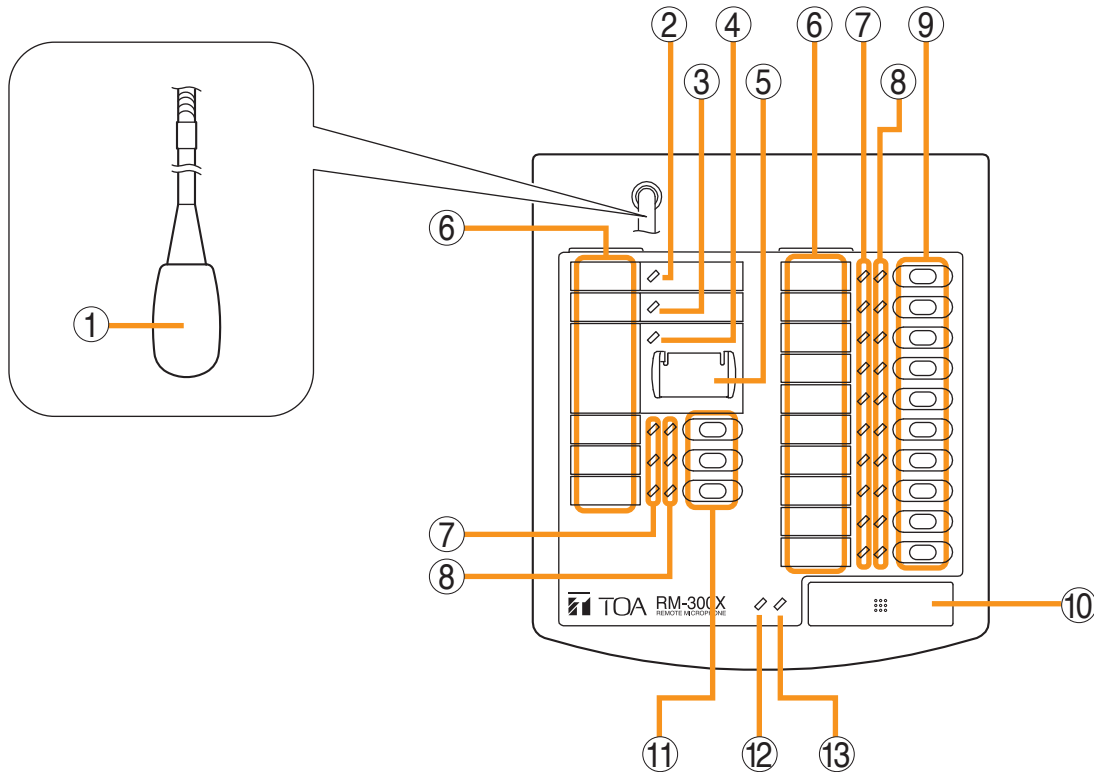 ② ④ ⑥ ⑦ ⑨
③ ⑤ ⑧
⑥
①
⑦
⑧
TOA RM-300X
REMOTE MICROPHONE
⑩
⑪ ⑫ ⑬